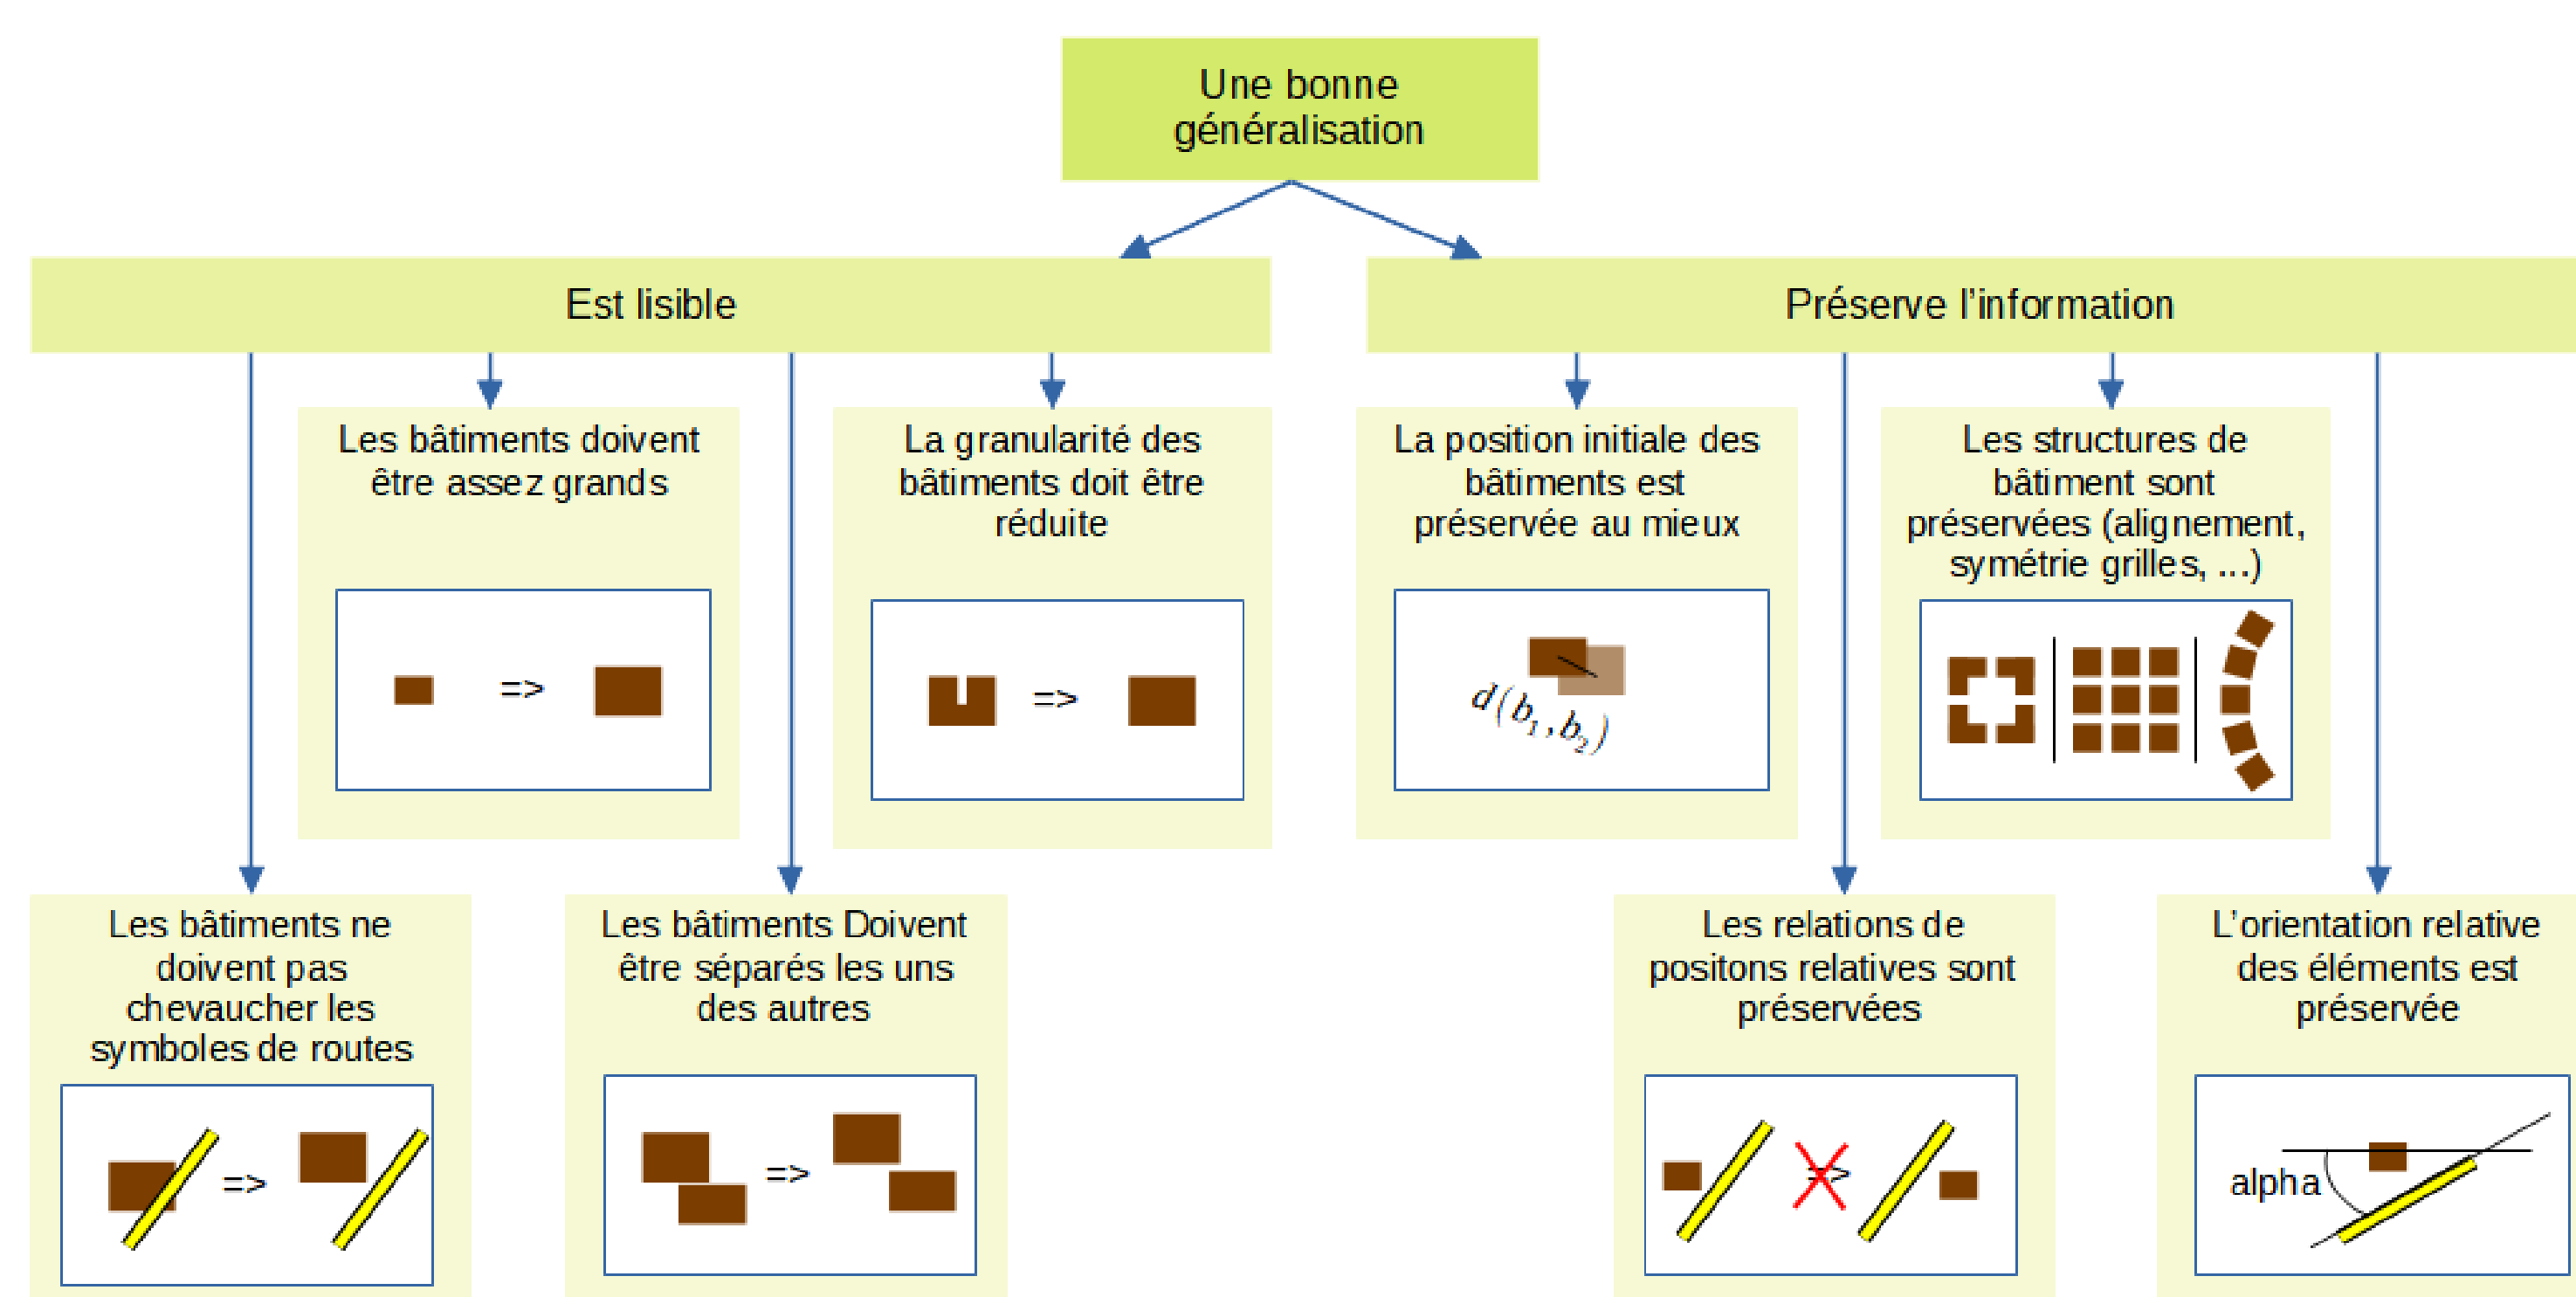 Une bonne
généralisation
Est lisible
Préserve l'information
Les bâtiments doivent
être assez grands
=>
La granularité des
bâtiments doit être
réduite
=>
La position initiale des
bâtiments est
préservée au mieux
d(b₁,b₂)
Les structures de
bâtiment sont
préservées (alignement,
symétrie grilles, ...)
Les bâtiments ne
doivent pas
chevaucher les
symboles de routes
=>
Les bâtiments Doivent
être séparés les uns
des autres
=>
Les relations de
positons relatives sont
préservées
=>
L'orientation relative
des éléments est
préservée
alpha